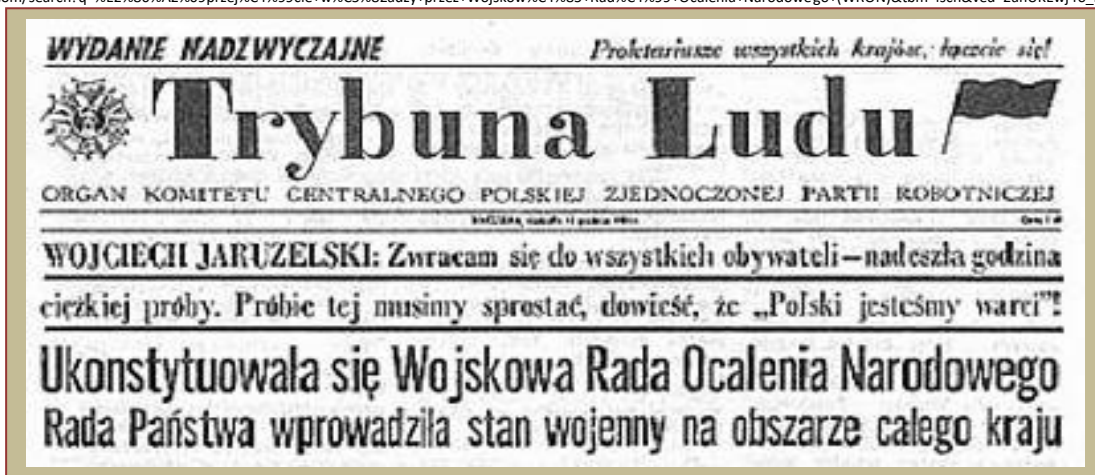 WYDANIE NADZWYCZAJNE Proletariusze wszystkich krajów, łączcie się!
Trybuna Ludu
ORGAN KOMITETU CENTRALNEGO POLSKIEJ ZJEDNOCZONEJ PARTII ROBOTNICZEJ
WOJCIECH JARUZELSKI: Zwracam się do wszystkich obywateli — nadeszła godzina
ciężkiej próby. Próbie tej musimy sprostać, dowieść, że „Polski jesteśmy warci”!
Ukonstytuowała się Wojskowa Rada Ocalenia Narodowego
Rada Państwa wprowadziła stan wojenny na obszarze całego kraju